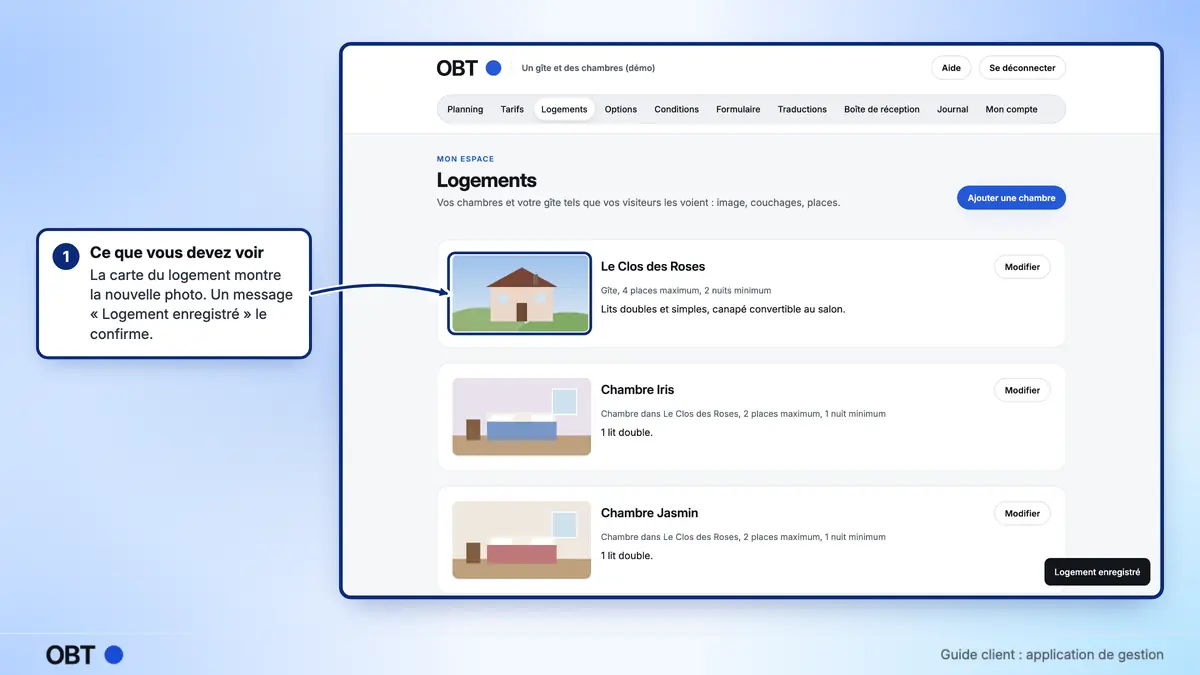 OBT
Un gîte et des chambres (démo)
Aide
Se déconnecter
Planning
Tarifs
Logements
Options
Conditions
Formulaire
Traductions
Boîte de réception
Journal
Mon compte
MON ESPACE
Logements
Vos chambres et votre gîte tels que vos visiteurs les voient : image, couchages, places.
Ajouter une chambre
1
Ce que vous devez voir
La carte du logement montre
la nouvelle photo. Un message
« Logement enregistré » le
confirme.
Le Clos des Roses
Gîte, 4 places maximum, 2 nuits minimum
Lits doubles et simples, canapé convertible au salon.
Modifier
Chambre Iris
Chambre dans Le Clos des Roses, 2 places maximum, 1 nuit minimum
1 lit double.
Modifier
Chambre Jasmin
Chambre dans Le Clos des Roses, 2 places maximum, 1 nuit minimum
1 lit double.
Modifier
Logement enregistré
OBT
Guide client : application de gestion